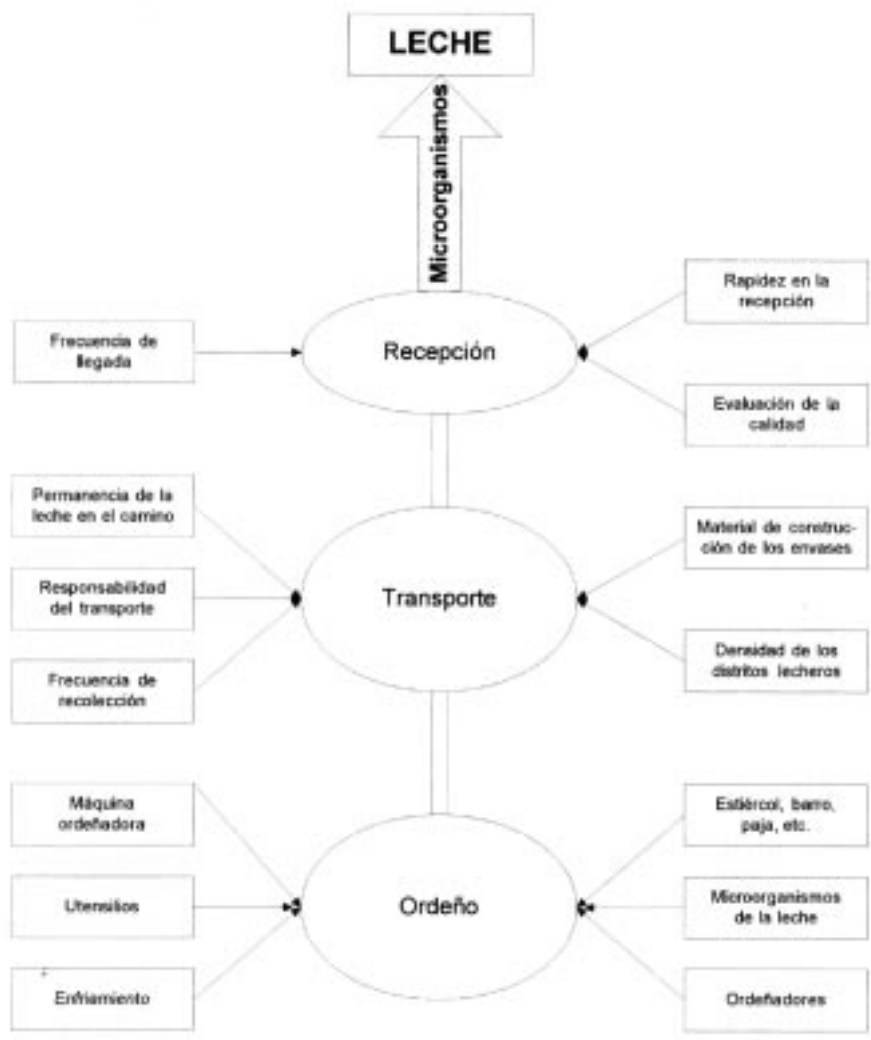 LECHE
Microorganismos
Rapidez en la
recepción
Frecuencia de
llegada
Recepción
Evaluación de la
calidad
Permanencia de la
leche en el camino
Material de construc-
ción de los envases
Responsabilidad
del transporte
Transporte
Frecuencia de
recolección
Densidad de los
distritos lecheros
Máquina
ordeñadora
Estiércol, barro,
paja, etc.
Utensilios
Ordeño
Microorganismos
de la leche
Enfriamiento
Ordeñadores